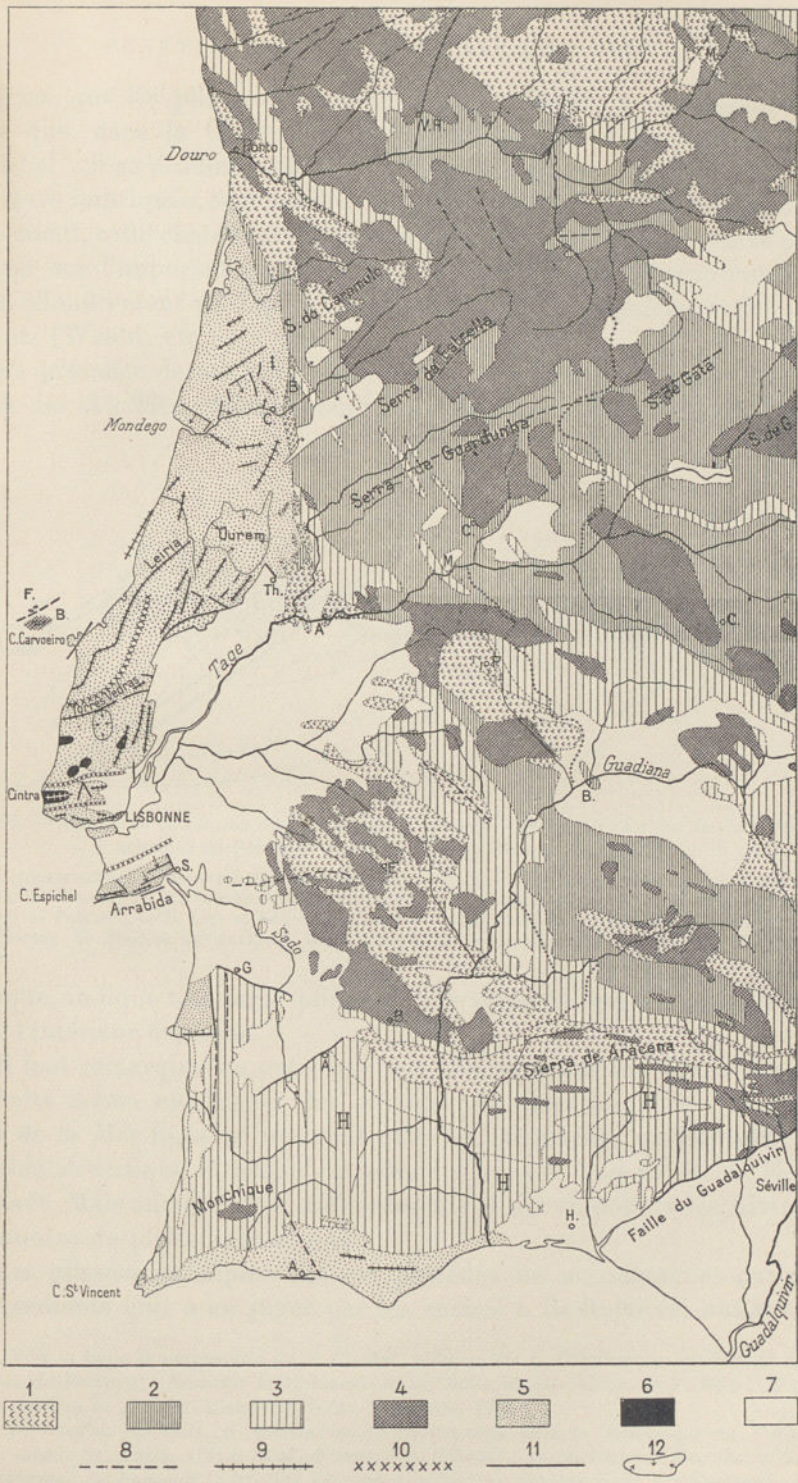 M.
V.R.
Porto
Douro
S. do Caramulo
B.
Serra da Estrella
S. de Gata
S. de G.
C.
Mondego
Serra de Guardunha
Ourem
Leiria
C.
M.
Th.
F.
B.
C. Carvoeiro
A.
C.
Tage
P.
Torres Vedras
Guadiana
B.
Cintra
LISBONNE
E.
S.
C. Espichel
Arrabida
Sado
G
B.
A.
Sierra de Aracena
H
H
H
Monchique
Faille du Guadalquivir
Séville
H.
A.
C. St Vincent
Guadalquivir
1 2 3 4 5 6 7
8 9 10 11 12